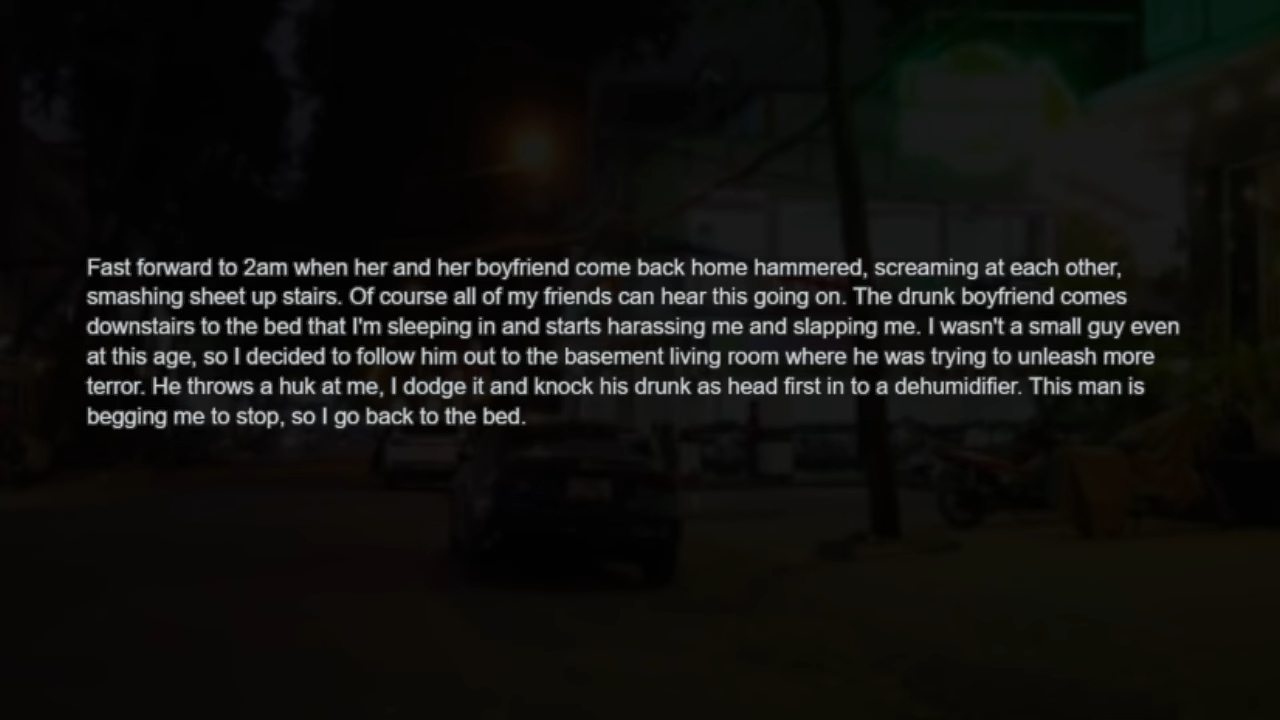 Fast forward to 2am when her and her boyfriend come back home hammered, screaming at each other,
smashing sheet up stairs. Of course all of my friends can hear this going on. The drunk boyfriend comes
downstairs to the bed that I'm sleeping in and starts harassing me and slapping me. I wasn't a small guy even
at this age, so I decided to follow him out to the basement living room where he was trying to unleash more
terror. He throws a huk at me, I dodge it and knock his drunk as head first in to a dehumidifier. This man is
begging me to stop, so I go back to the bed.